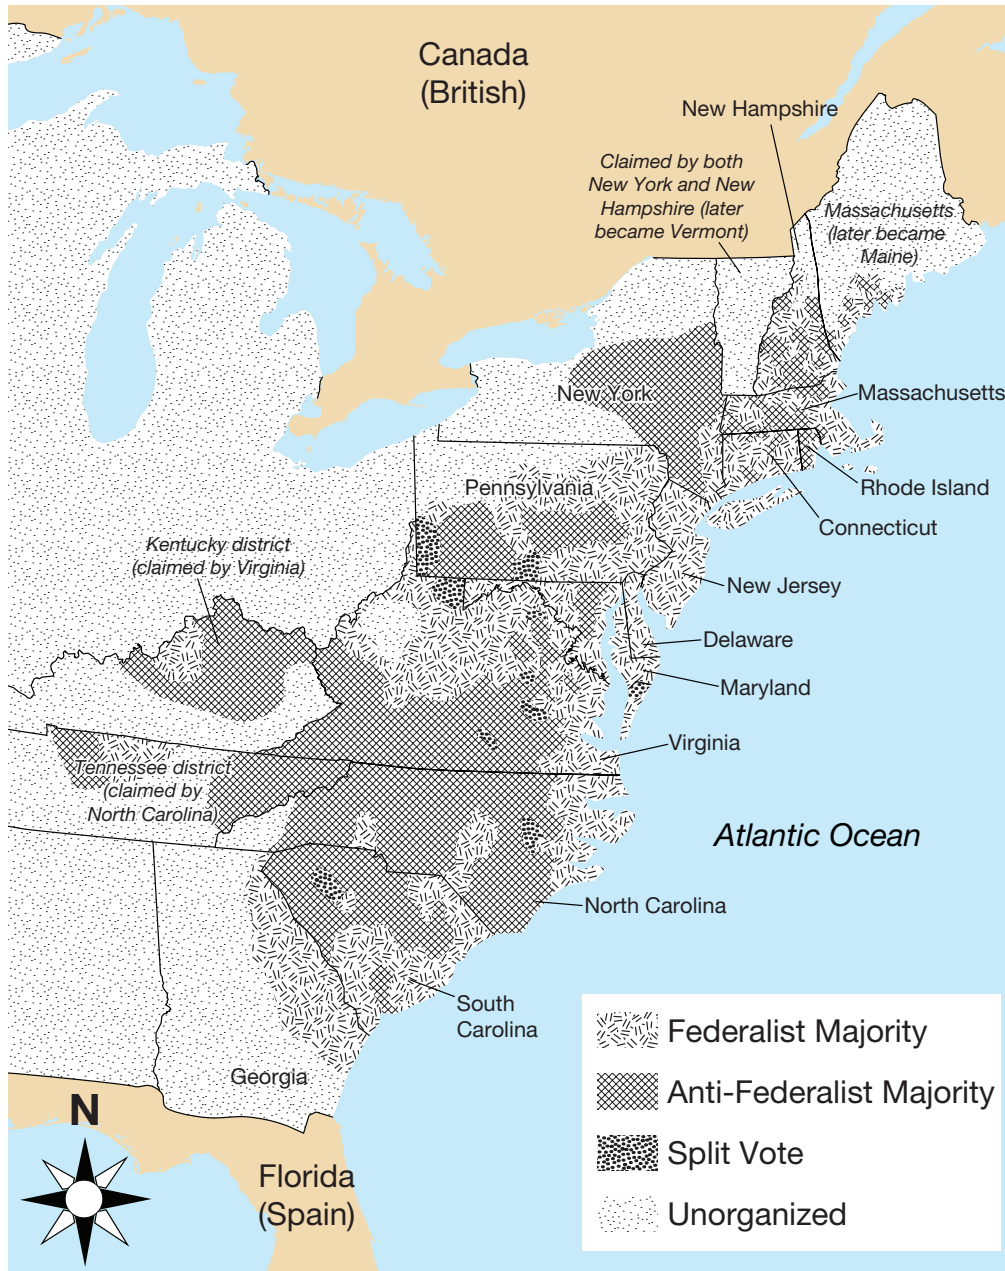 Canada
(British)
New Hampshire
Claimed by both
New York and New
Hampshire (later
became Vermont)
Massachusetts
(later became
Maine)
New York
Massachusetts
Pennsylvania
Rhode Island
Connecticut
Kentucky district
(claimed by Virginia)
New Jersey
Delaware
Maryland
Virginia
Tennessee district
(claimed by
North Carolina)
Atlantic Ocean
North Carolina
South
Carolina
Georgia
Federalist Majority
Anti-Federalist Majority
Split Vote
Unorganized
N
Florida
(Spain)